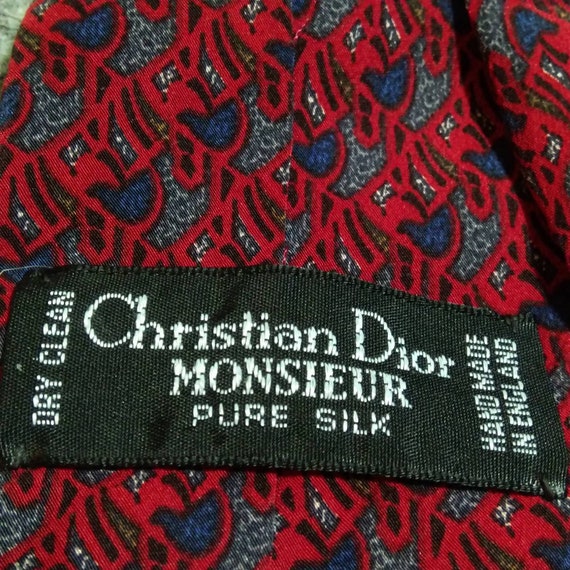 DRY CLEAN
Christian Dior
MONSIEUR
PURE SILK
HAND MADE
IN ENGLAND